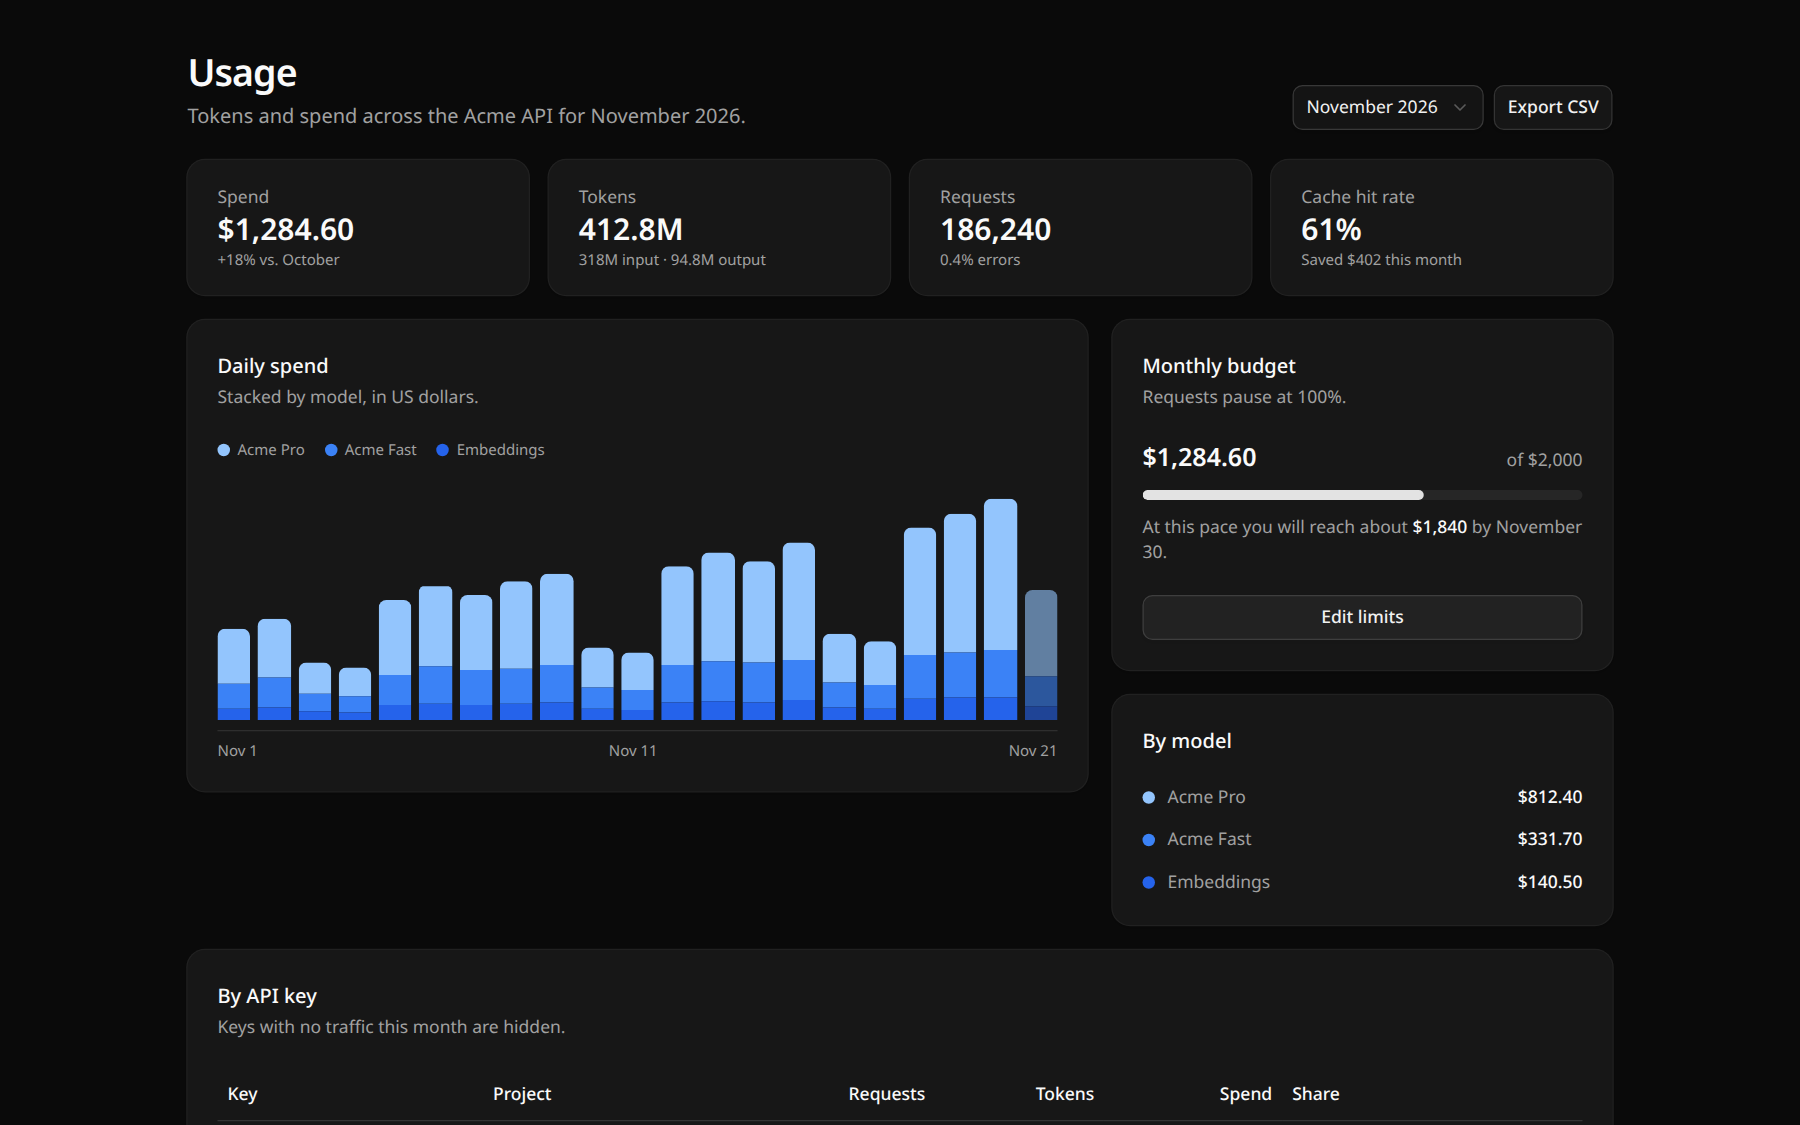 Usage
Tokens and spend across the Acme API for November 2026.
November 2026
Export CSV
Spend
$1,284.60
+18% vs. October
Tokens
412.8M
318M input · 94.8M output
Requests
186,240
0.4% errors
Cache hit rate
61%
Saved $402 this month
Daily spend
Stacked by model, in US dollars.
Acme Pro
Acme Fast
Embeddings
Nov 1
Nov 11
Nov 21
Monthly budget
Requests pause at 100%.
$1,284.60
of $2,000
At this pace you will reach about $1,840 by November
30.
Edit limits
By model
Acme Pro
$812.40
Acme Fast
$331.70
Embeddings
$140.50
By API key
Keys with no traffic this month are hidden.
Key
Project
Requests
Tokens
Spend
Share